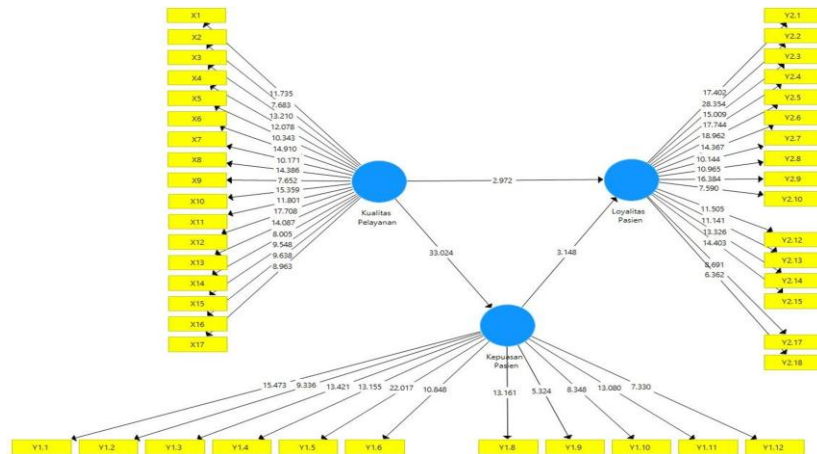 X1
X2
X3
X4
X5
X6
X7
X8
X9
X10
X11
X12
X13
X14
X15
X16
X17
11.735
7.683
13.210
12.078
10.343
14.910
10.171
14.386
7.652
15.359
11.801
17.708
14.087
8.005
9.548
9.638
8.963
Kualitas
Pelayanan
2.972
33.024
3.148
Loyalitas
Pasien
17.402
28.354
15.009
17.744
18.962
14.367
10.144
10.965
16.384
7.590
11.505
11.141
13.326
14.403
8.691
6.362
Y2.1
Y2.2
Y2.3
Y2.4
Y2.5
Y2.6
Y2.7
Y2.8
Y2.9
Y2.10
Y2.12
Y2.13
Y2.14
Y2.15
Y2.17
Y2.18
Kepuasan
Pasien
15.473
9.336
13.421
13.155
22.017
10.848
13.161
5.324
8.348
13.080
7.330
Y1.1
Y1.2
Y1.3
Y1.4
Y1.5
Y1.6
Y1.8
Y1.9
Y1.10
Y1.11
Y1.12